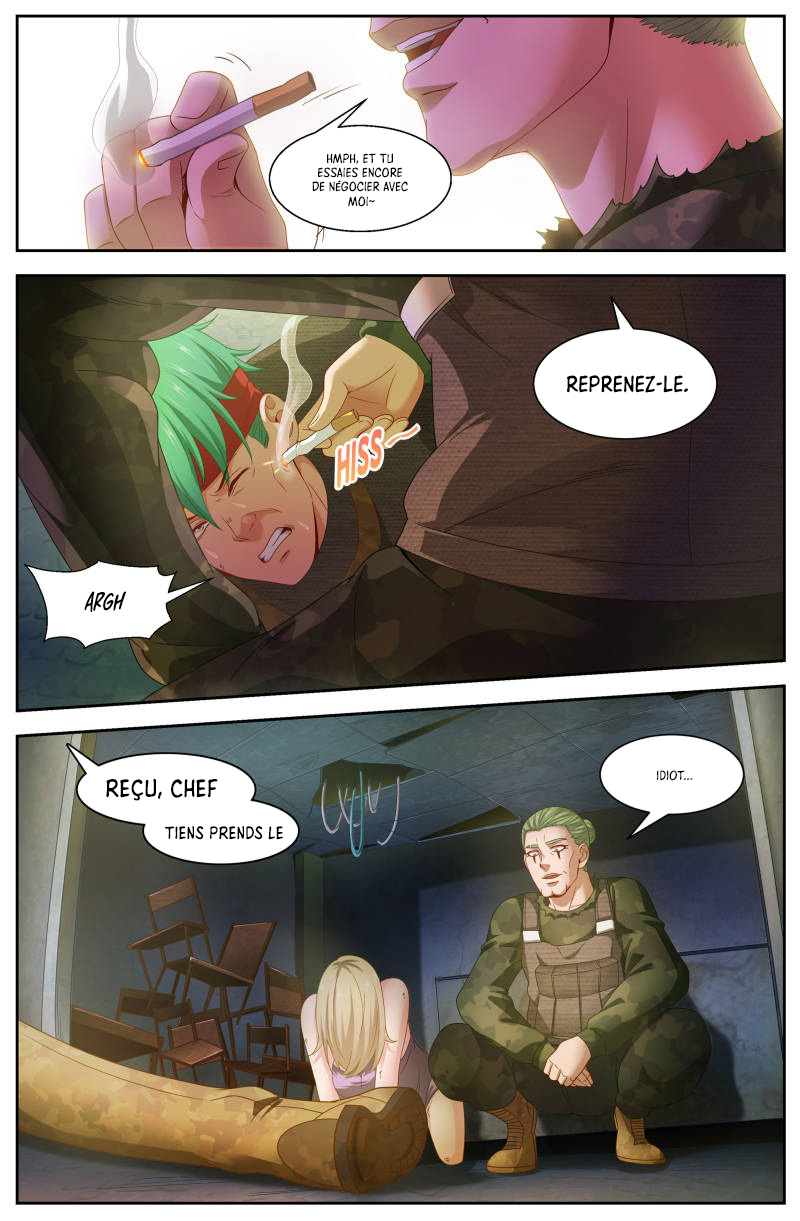 HMPH, ET TU
ESSAIES ENCORE
DE NÉGOCIER AVEC
MOI~
REPRENEZ-LE.
HISS~
ARGH
REÇU, CHEF
TIENS PRENDS LE
IDIOT...